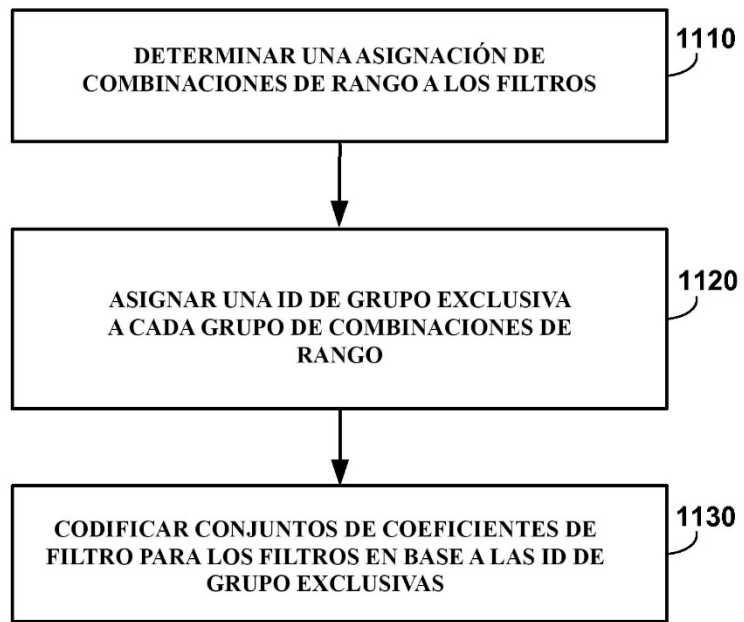 DETERMINAR UNA ASIGNACIÓN DE
COMBINACIONES DE RANGO A LOS FILTROS
1110
ASIGNAR UNA ID DE GRUPO EXCLUSIVA
A CADA GRUPO DE COMBINACIONES DE
RANGO
1120
CODIFICAR CONJUNTOS DE COEFICIENTES DE
FILTRO PARA LOS FILTROS EN BASE A LAS ID DE
GRUPO EXCLUSIVAS
1130